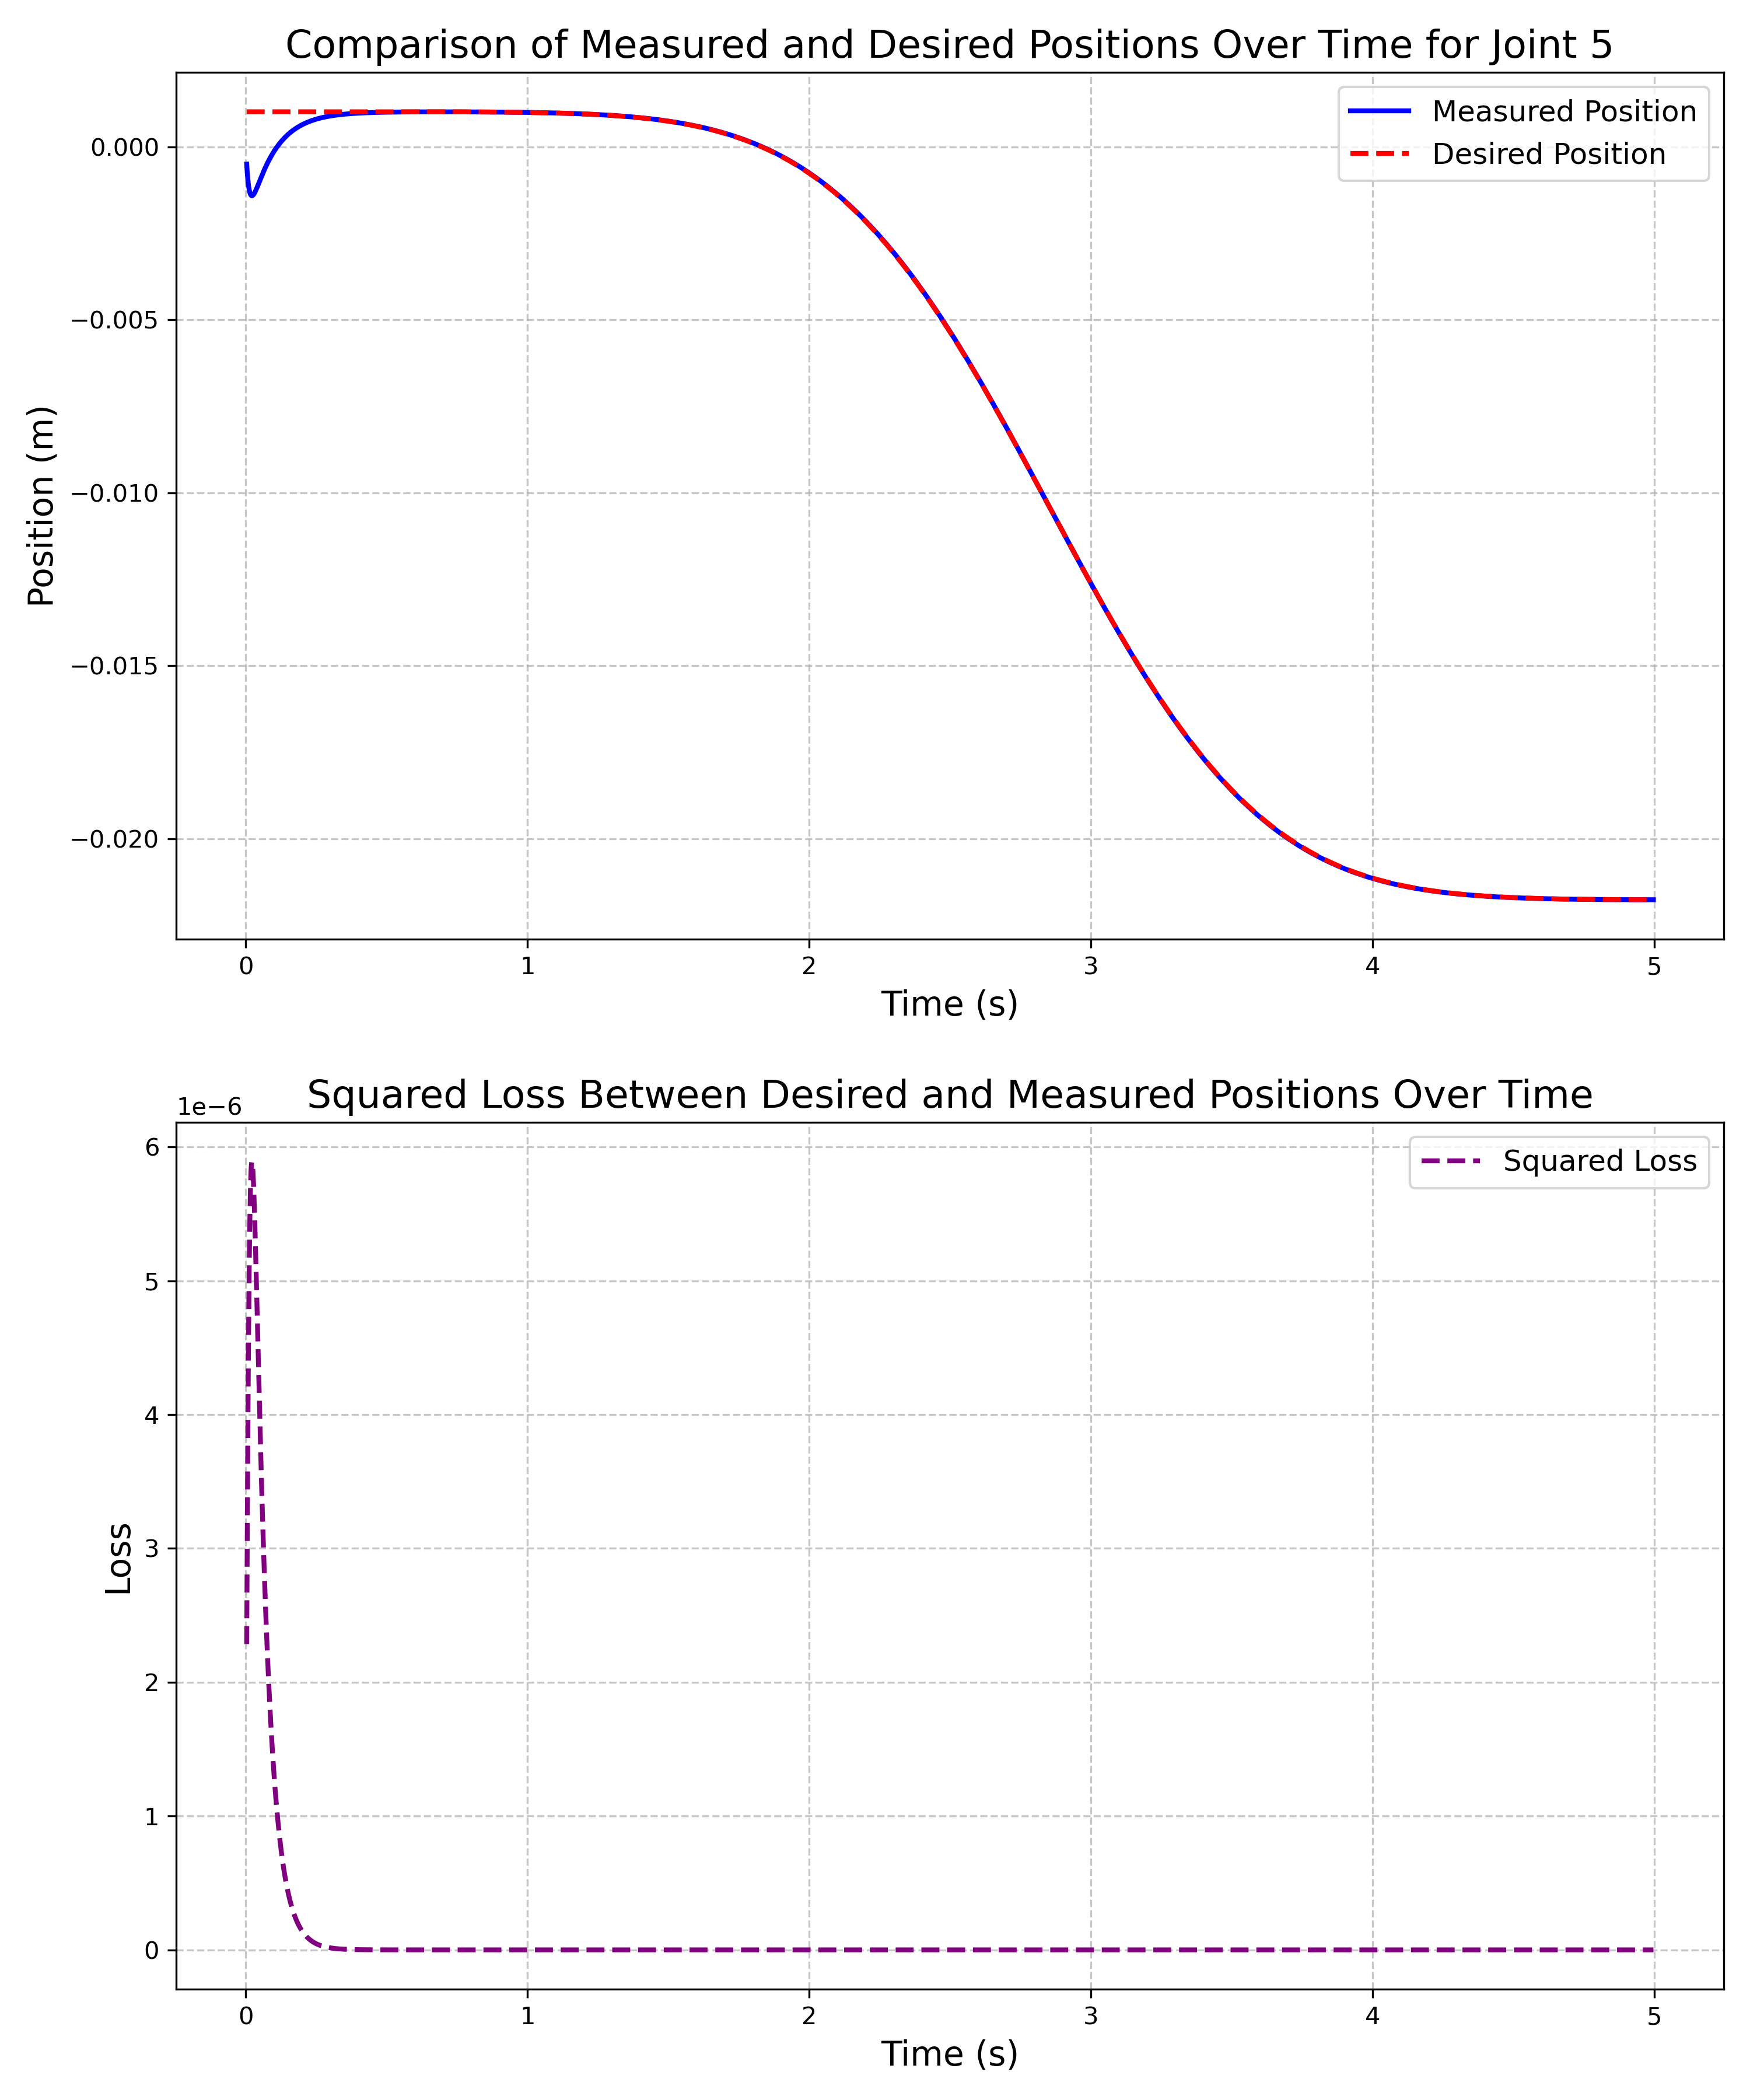 Comparison of Measured and Desired Positions Over Time for Joint 5
Measured Position
Desired Position
0.000
−0.005
−0.010
−0.015
−0.020
Position (m)
0 1 2 3 4 5
Time (s)
Squared Loss Between Desired and Measured Positions Over Time
1e−6
Squared Loss
6
5
4
3
2
1
0
Loss
0 1 2 3 4 5
Time (s)